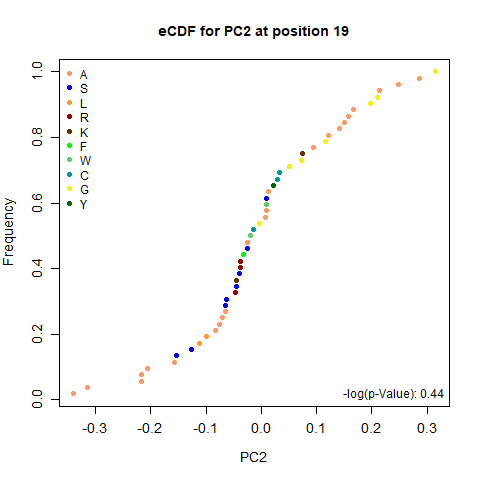 eCDF for PC2 at position 19
Frequency
1.0
0.8
0.6
0.4
0.2
0.0
A
S
L
R
K
F
W
C
G
Y
-log(p-Value): 0.44
-0.3 -0.2 -0.1 0.0 0.1 0.2 0.3
PC2